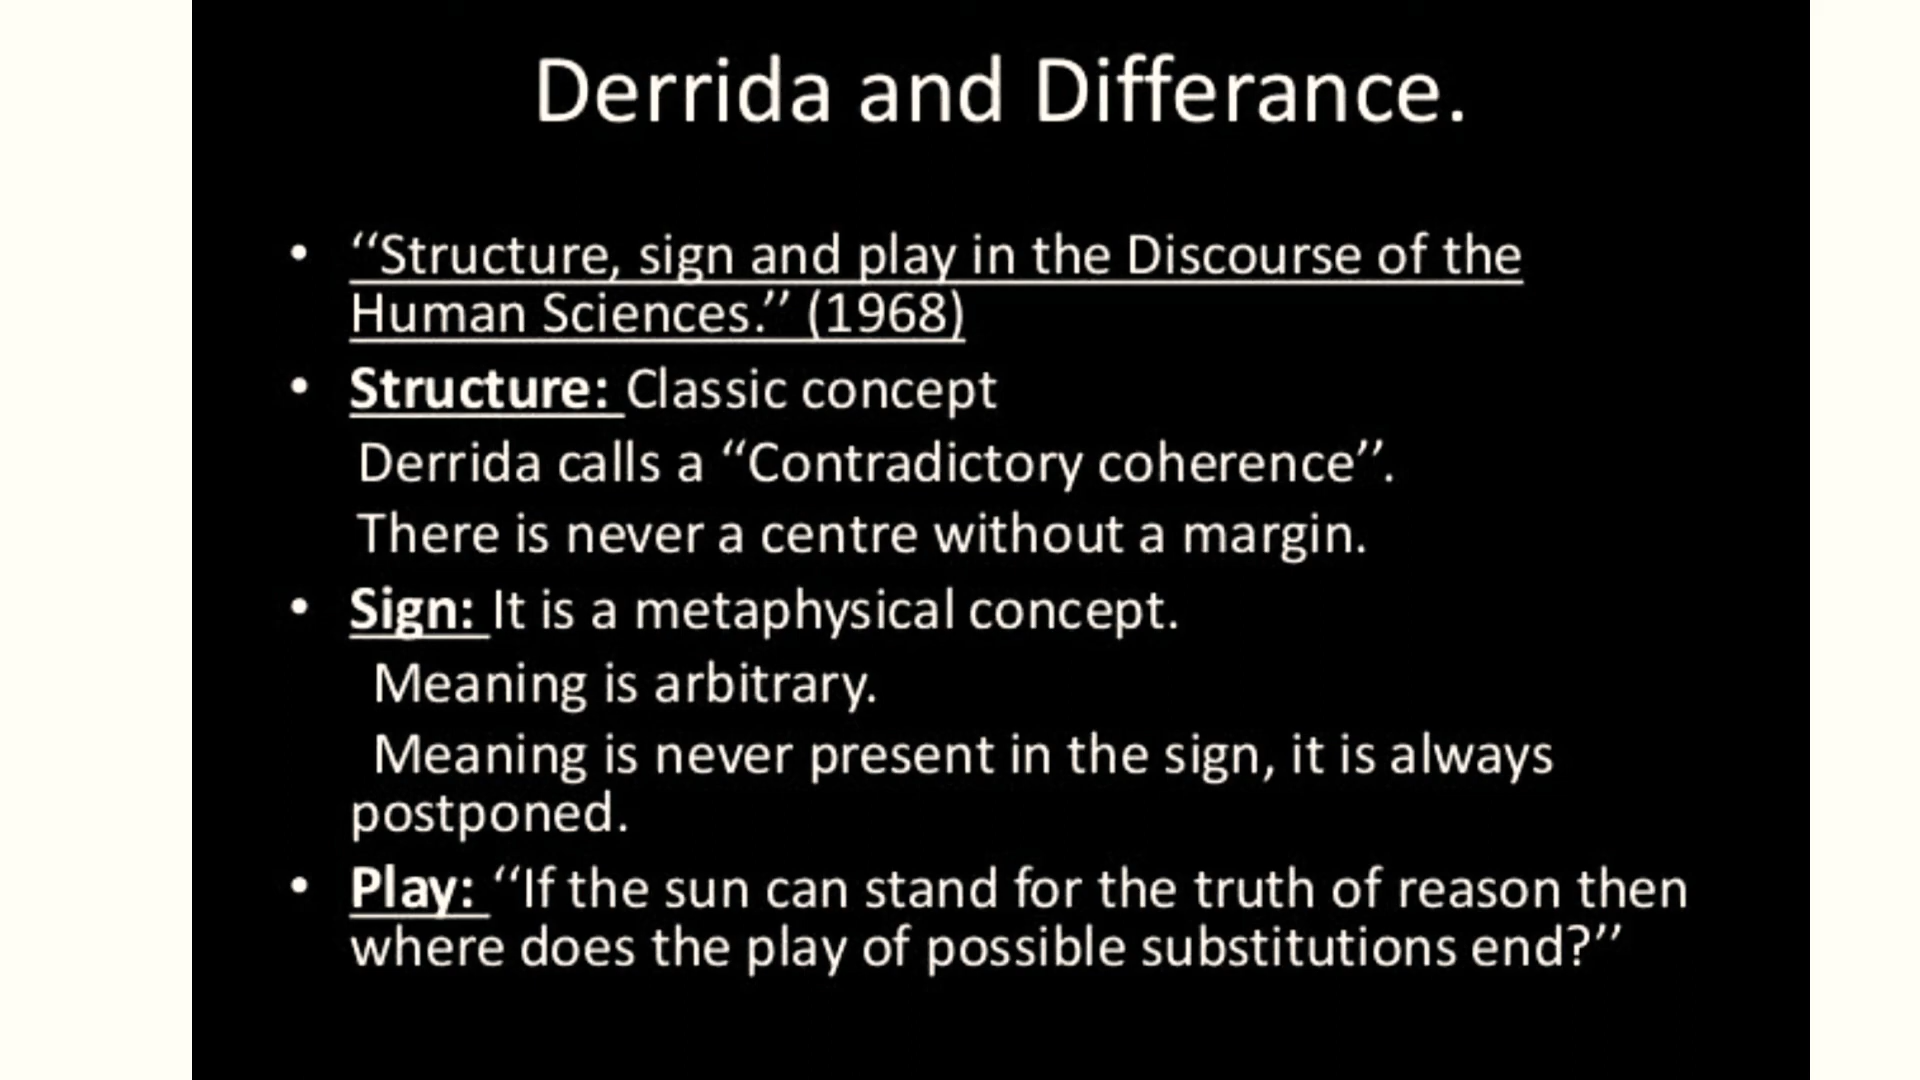 Derrida and Differance.
• ‘‘Structure, sign and play in the Discourse of the
Human Sciences.’’ (1968)
• Structure: Classic concept
Derrida calls a “Contradictory coherence”.
There is never a centre without a margin.
• Sign: It is a metaphysical concept.
Meaning is arbitrary.
Meaning is never present in the sign, it is always
postponed.
• Play: ‘‘If the sun can stand for the truth of reason then
where does the play of possible substitutions end?’’